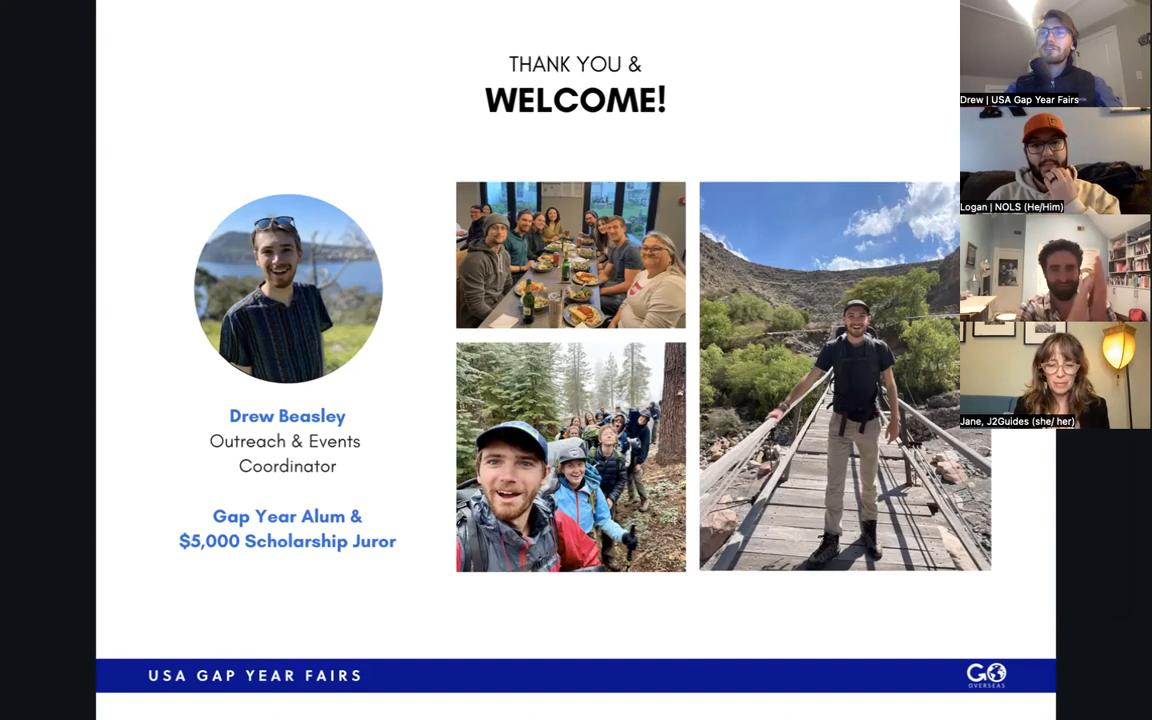 THANK YOU &
WELCOME!
Drew Beasley
Outreach & Events
Coordinator
Gap Year Alum &
$5,000 Scholarship Juror
USA GAP YEAR FAIRS
GO
OVERSEAS
Drew | USA Gap Year Fairs
Logan | NOLS (He/Him)
Jane, J2Guides (she/ her)